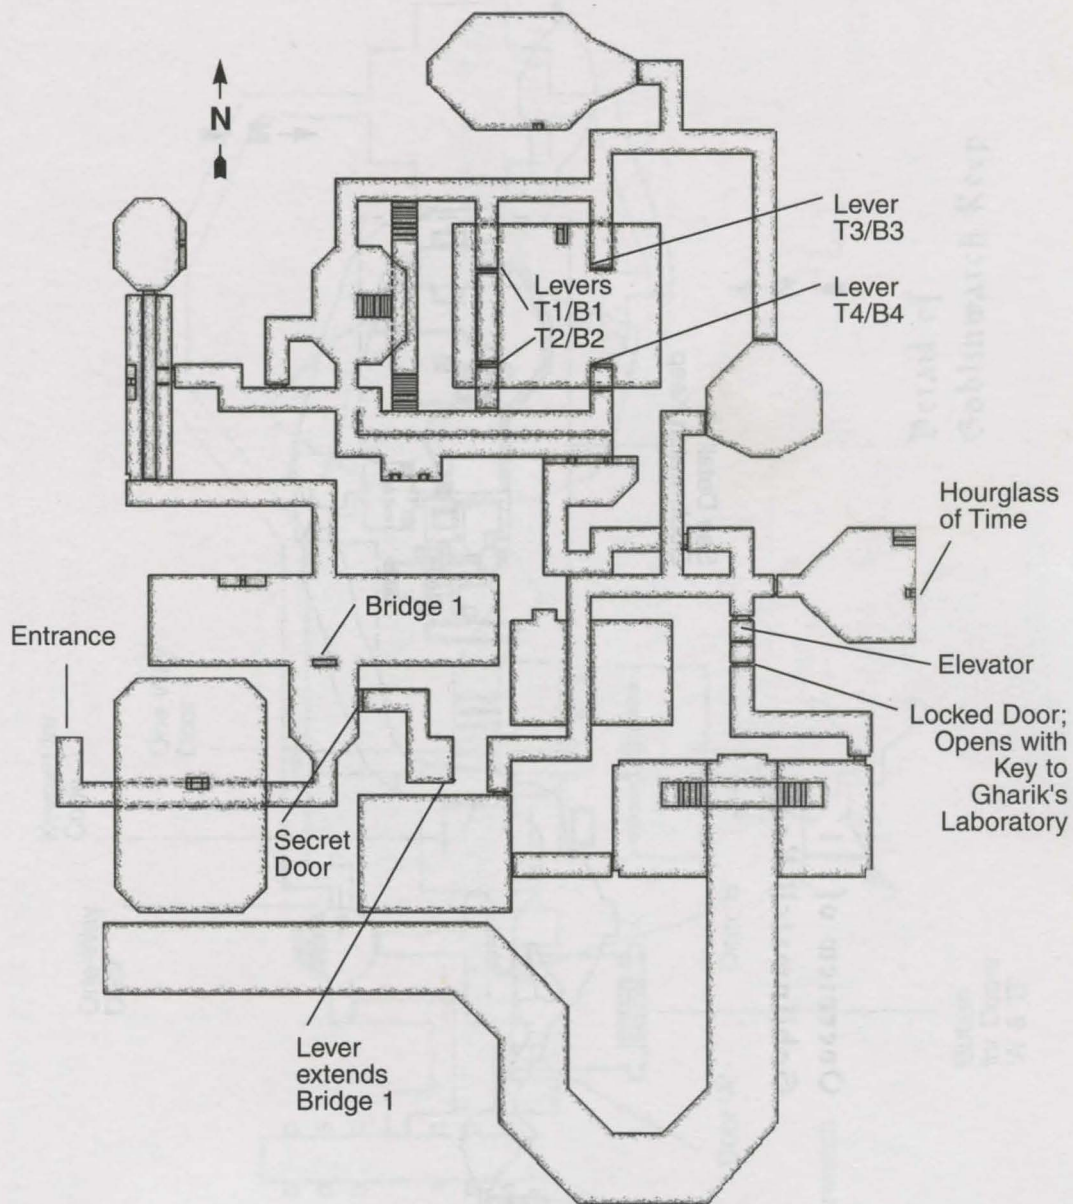 N
Lever
T3/B3
Levers
T1/B1
T2/B2
Lever
T4/B4
Hourglass
of Time
Bridge 1
Entrance
Elevator
Locked Door;
Opens with
Key to
Gharik's
Laboratory
Secret
Door
Lever
extends
Bridge 1